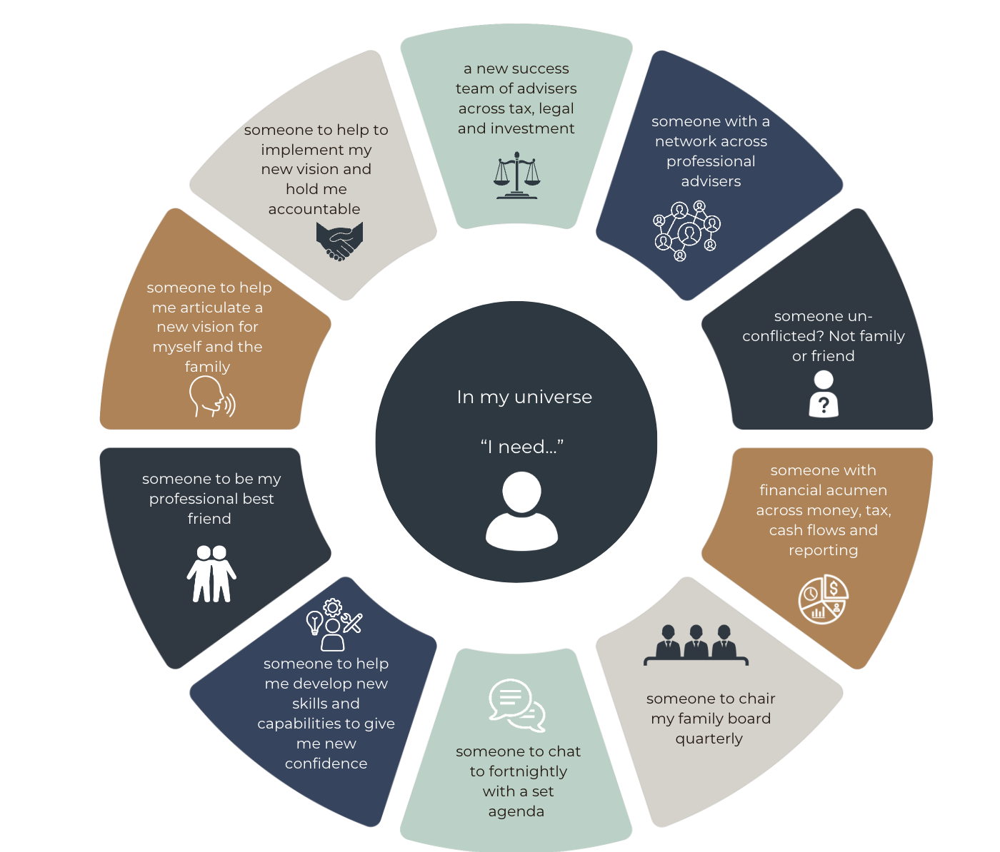 a new success
team of advisers
across tax, legal
and investment
someone with a
network across
professional
advisers
someone un-
conflicted? Not family
or friend
?
someone with
financial acumen
across money, tax,
cash flows and
reporting
$
someone to chair
my family board
quarterly
someone to chat
to fortnightly
with a set
agenda
someone to help
me develop new
skills and
capabilities to give
me new
confidence
someone to be my
professional best
friend
someone to help
me articulate a
new vision for
myself and the
family
someone to help to
implement my
new vision and
hold me
accountable
In my universe
“I need...”